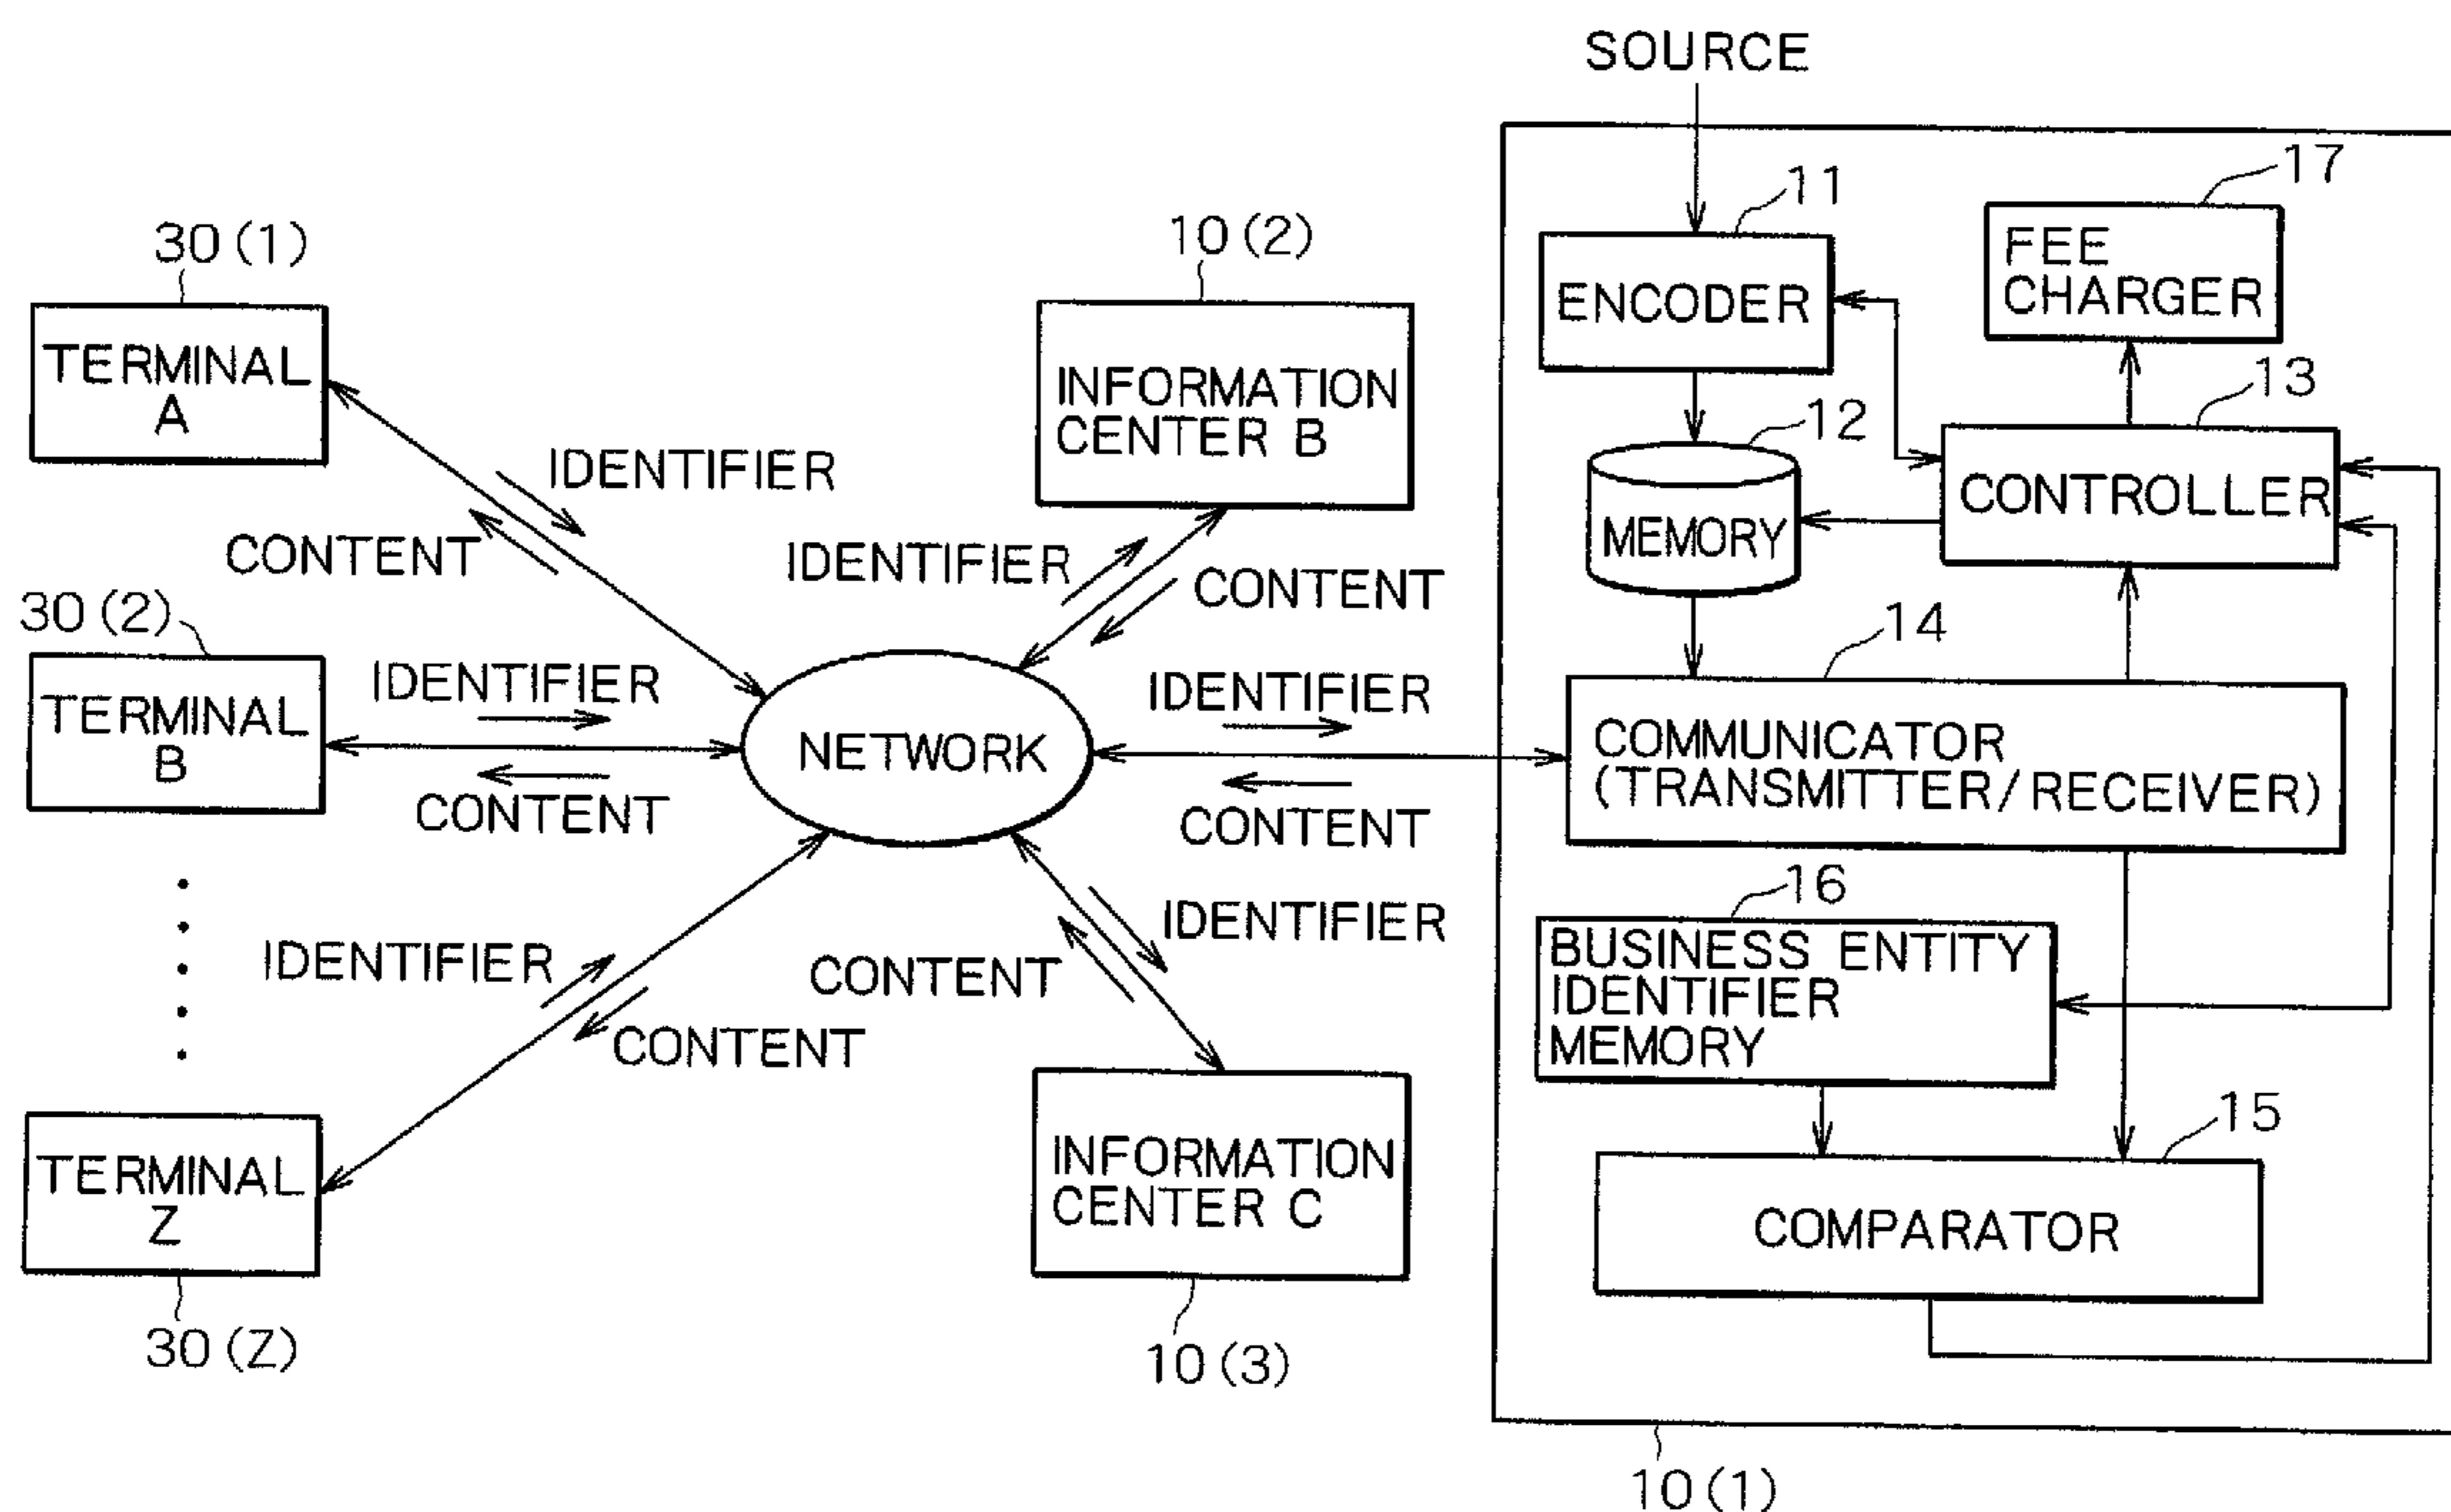 SOURCE
17
11
30 (1)
10 (2)
FEE
CHARGER
ENCODER
TERMINAL
A
INFORMATION
CENTER B
13
12
IDENTIFIER
CONTENT
CONTROLLER
MEMORY
IDENTIFIER
CONTENT
30 (2)
14
TERMINAL
B
IDENTIFIER
CONTENT
NETWORK
IDENTIFIER
CONTENT
COMMUNICATOR
(TRANSMITTER/RECEIVER)
16
IDENTIFIER
CONTENT
IDENTIFIER
CONTENT
BUSINESS ENTITY
IDENTIFIER
MEMORY
15
TERMINAL
Z
INFORMATION
CENTER C
COMPARATOR
30 (Z)
10 (3)
10 (1)